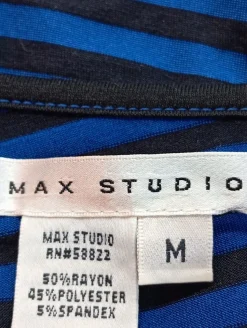 MAX STUDIO
MAX STUDIO
RN#58822
M
50%RAYON
45%POLYESTER
5%SPANDEX